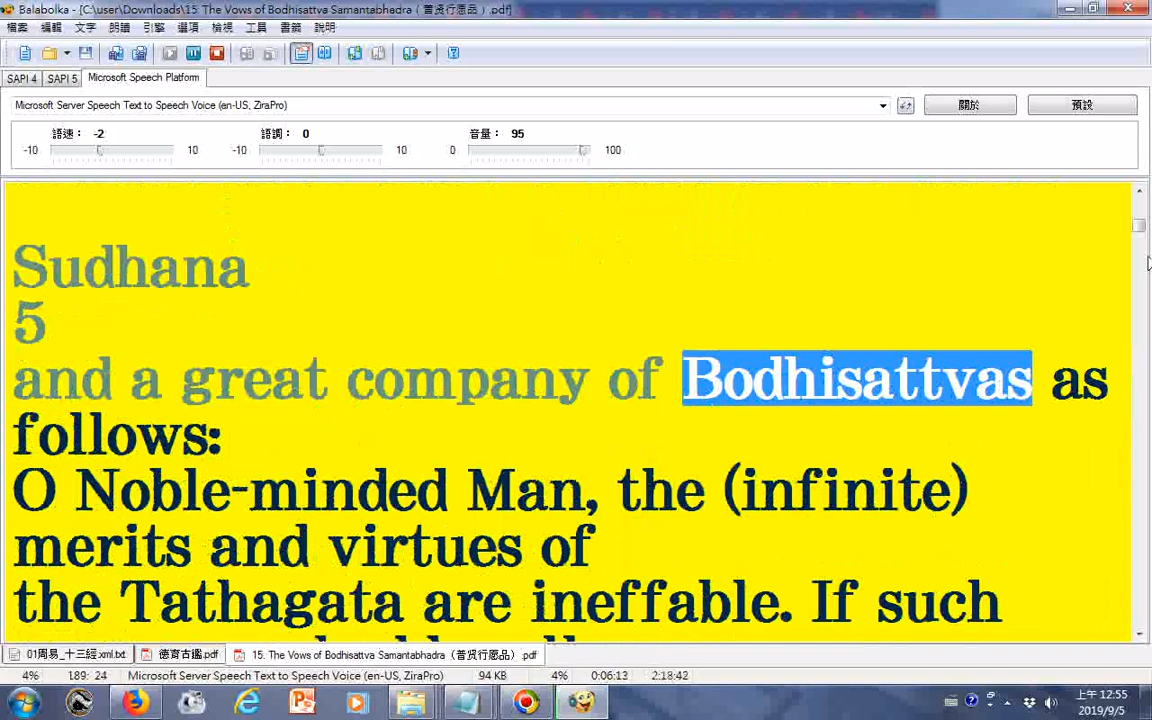 Balabolka - [C:\user\Downloads\15. The Vows of Bodhisattva Samantabhadra（普贤行愿品）.pdf]
檔案 編輯 文字 朗讀 引擎 選項 檢視 工具 書籤 說明
SAPI 4 SAPI 5 Microsoft Speech Platform
Microsoft Server Speech Text to Speech Voice (en-US, ZiraPro) 關於 預設
語速： -2 語調： 0 音量： 95
-10 10 -10 10 0 100
Sudhana
5
and a great company of Bodhisattvas as
follows:
O Noble-minded Man, the (infinite)
merits and virtues of
the Tathagata are ineffable. If such
01周易_十三經.xml.txt 德育古鑑.pdf 15. The Vows of Bodhisattva Samantabhadra（普贤行愿品）.pdf
4% 189: 24 Microsoft Server Speech Text to Speech Voice (en-US, ZiraPro) 94 KB 4% 0:06:13 2:18:42
上午 12:55
2019/9/5